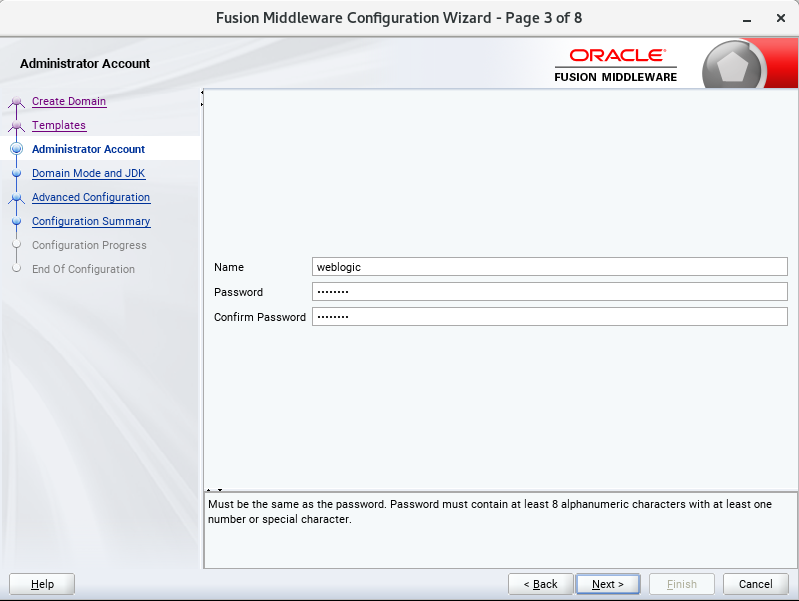 Fusion Middleware Configuration Wizard - Page 3 of 8
Administrator Account
ORACLE
FUSION MIDDLEWARE
Create Domain
Templates
Administrator Account
Domain Mode and JDK
Advanced Configuration
Configuration Summary
Configuration Progress
End Of Configuration
Name weblogic
Password ••••••••
Confirm Password ••••••••
Must be the same as the password. Password must contain at least 8 alphanumeric characters with at least one
number or special character.
Help < Back Next > Finish Cancel